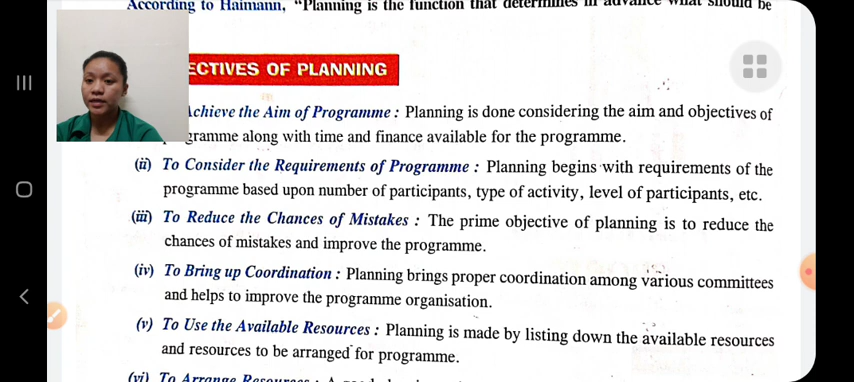 According to Haimann, "Planning is the function that determines in advance what should be
ECTIVES OF PLANNING
Achieve the Aim of Programme : Planning is done considering the aim and objectives of
gramme along with time and finance available for the programme.
(ii) To Consider the Requirements of Programme : Planning begins with requirements of the
programme based upon number of participants, type of activity, level of participants, etc.
(iii) To Reduce the Chances of Mistakes : The prime objective of planning is to reduce the
chances of mistakes and improve the programme.
(iv) To Bring up Coordination : Planning brings proper coordination among various committees
and helps to improve the programme organisation.
(v) To Use the Available Resources : Planning is made by listing down the available resources
and resources to be arranged for programme.
(vi) To Arrange Resources : A